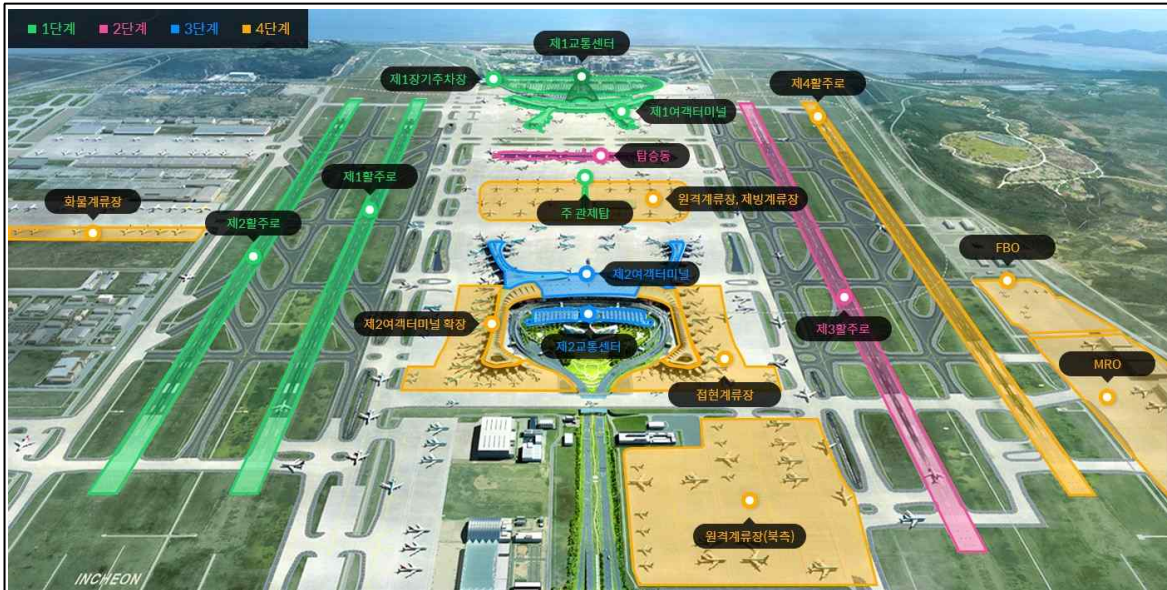 1단계 2단계 3단계 4단계
제1교통센터
제1장기주차장
제4활주로
제1여객터미널
탑승동
제1활주로
원격계류장, 제빙계류장
화물계류장
주 관제탑
제2활주로
FBO
제2여객터미널
제2여객터미널 확장
제3활주로
제2교통센터
MRO
접현계류장
원격계류장(북측)
INCHEON